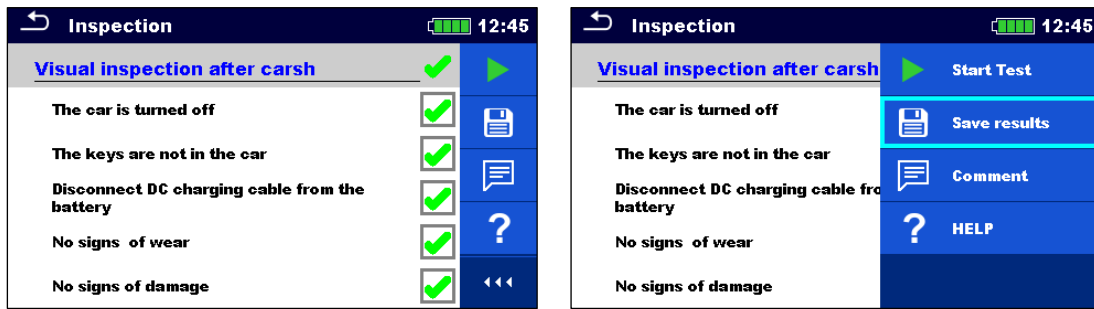 Inspection
12:45
Visual inspection after carsh
The car is turned off
The keys are not in the car
Disconnect DC charging cable from the
battery
No signs of wear
No signs of damage
?
Inspection
12:45
Visual inspection after carsh
The car is turned off
The keys are not in the car
Disconnect DC charging cable fro
battery
No signs of wear
No signs of damage
Start Test
Save results
Comment
? HELP